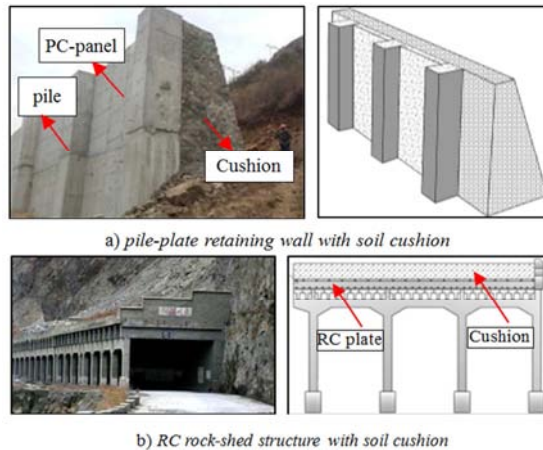 PC-panel
pile
Cushion
a) pile-plate retaining wall with soil cushion
RC plate
Cushion
b) RC rock-shed structure with soil cushion